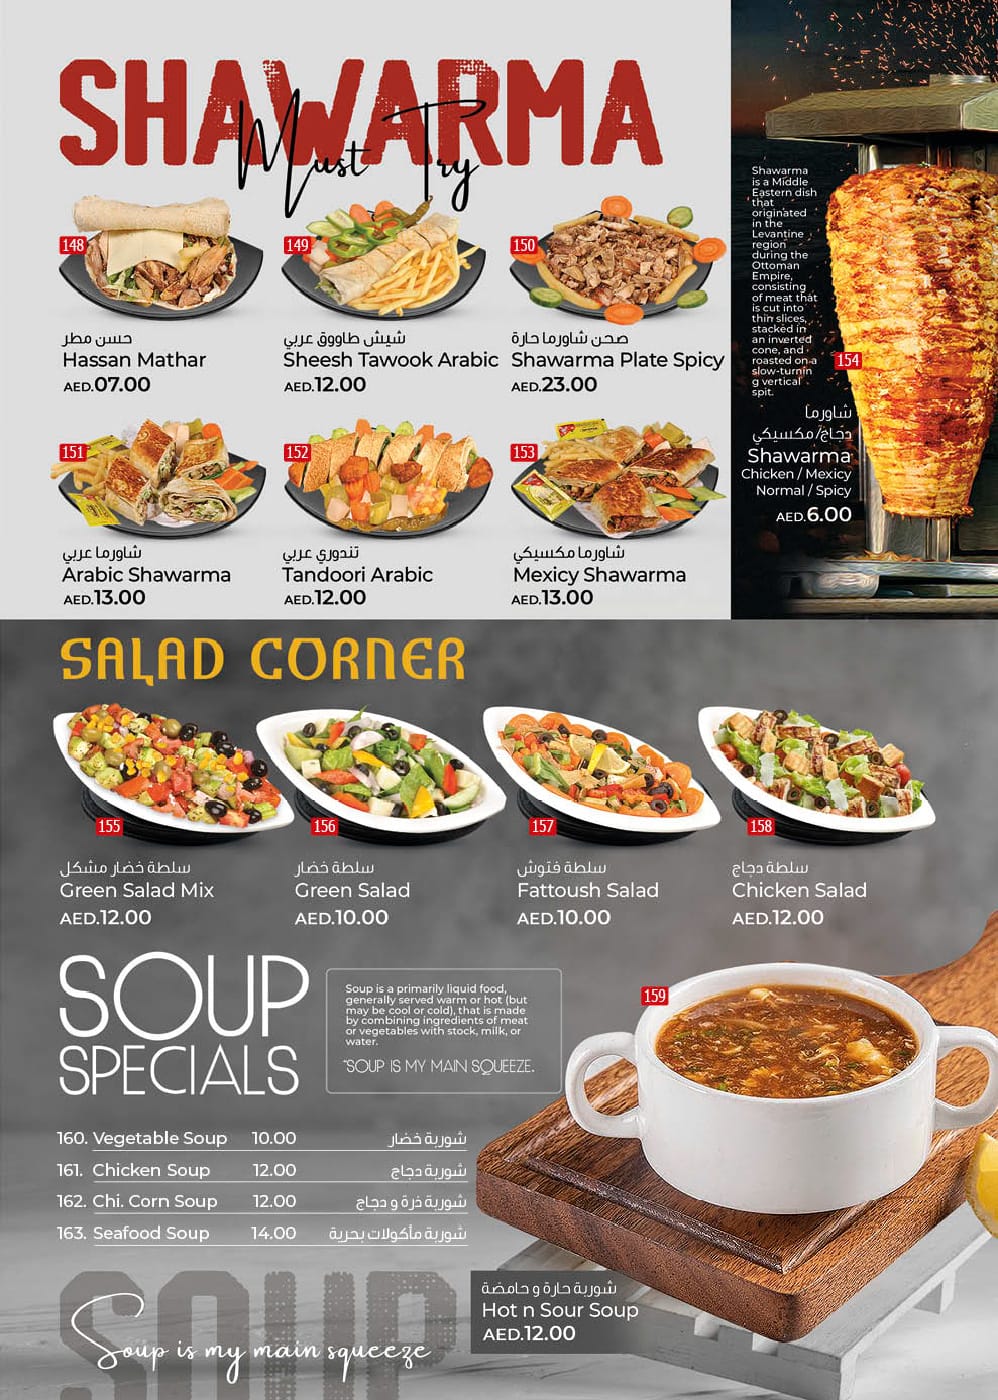 SHAWARMA
Must Try
148
حسن مطر
Hassan Mathar
AED.07.00
149
شيش طاووق عربي
Sheesh Tawook Arabic
AED.12.00
150
صحن شاورما حارة
Shawarma Plate Spicy
AED.23.00
151
شاورما عربي
Arabic Shawarma
AED.13.00
152
تندوري عربي
Tandoori Arabic
AED.12.00
153
شاورما مكسيكي
Mexicy Shawarma
AED.13.00
Shawarma
is a Middle
Eastern dish
that
originated
in the
Levantine
region
during the
Ottoman
Empire,
consisting
of meat that
is cut into
thin slices,
stacked in
an inverted
cone, and
roasted on a
slow-turnin
g vertical
spit.
154
شاورما
دجاج/مكسيكي
Shawarma
Chicken / Mexicy
Normal / Spicy
AED.6.00
SALAD CORNER
155
سلطة خضار مشكل
Green Salad Mix
AED.12.00
156
سلطة خضار
Green Salad
AED.10.00
157
سلطة فتوش
Fattoush Salad
AED.10.00
158
سلطة دجاج
Chicken Salad
AED.12.00
SOUP
SPECIALS
Soup is a primarily liquid food,
generally served warm or hot (but
may be cool or cold), that is made
by combining ingredients of meat
or vegetables with stock, milk, or
water.
"SOUP IS MY MAIN SQUEEZE.
160. Vegetable Soup 10.00 شوربة خضار
161. Chicken Soup 12.00 شوربة دجاج
162. Chi. Corn Soup 12.00 شوربة ذرة و دجاج
163. Seafood Soup 14.00 شوربة مأكولات بحرية
159
شوربة حارة و حامضة
Hot n Sour Soup
AED.12.00
SOUP
Soup is my main squeeze